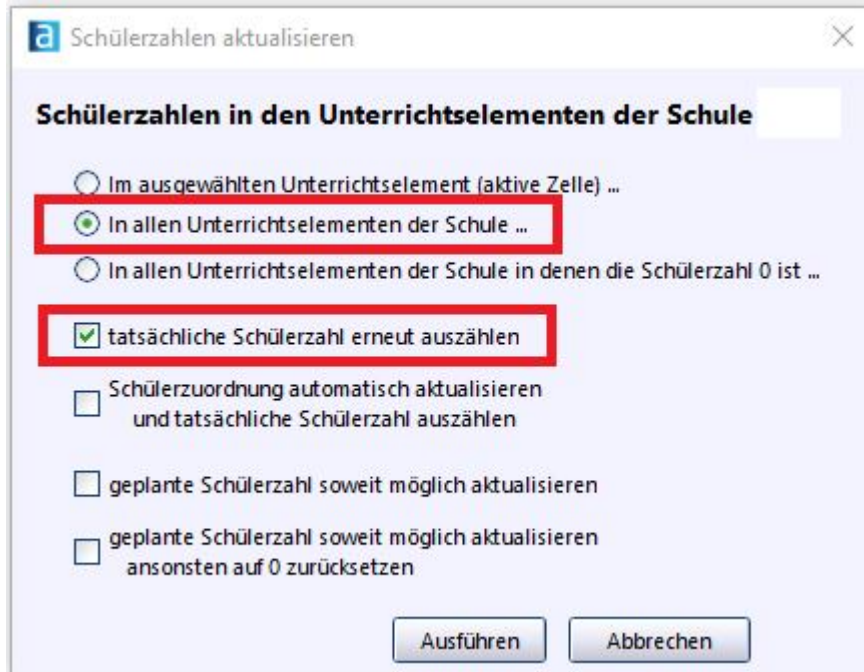 a Schülerzahlen aktualisieren
Schülerzahlen in den Unterrichtselementen der Schule
Im ausgewählten Unterrichtselement (aktive Zelle) ...
In allen Unterrichtselementen der Schule ...
In allen Unterrichtselementen der Schule in denen die Schülerzahl 0 ist ...
tatsächliche Schülerzahl erneut auszählen
Schülerzuordnung automatisch aktualisieren
und tatsächliche Schülerzahl auszählen
geplante Schülerzahl soweit möglich aktualisieren
geplante Schülerzahl soweit möglich aktualisieren
ansonsten auf 0 zurücksetzen
Ausführen Abbrechen